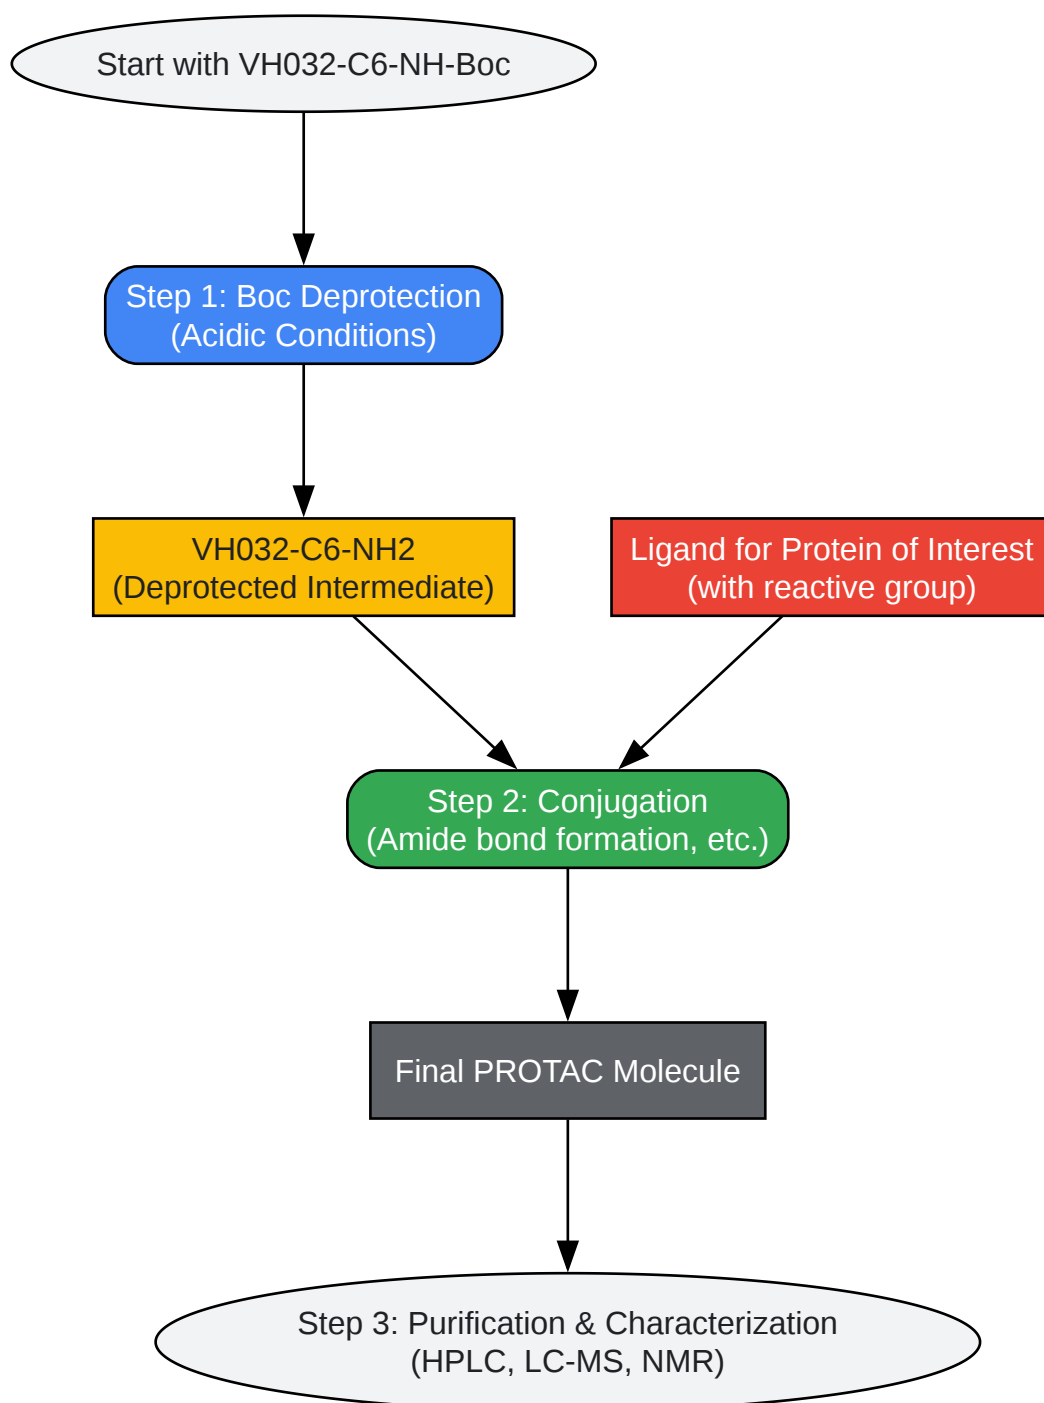 Start with VH032-C6-NH-Boc
Step 1: Boc Deprotection
(Acidic Conditions)
VH032-C6-NH2
(Deprotected Intermediate)
Ligand for Protein of Interest
(with reactive group)
Step 2: Conjugation
(Amide bond formation, etc.)
Final PROTAC Molecule
Step 3: Purification & Characterization
(HPLC, LC-MS, NMR)